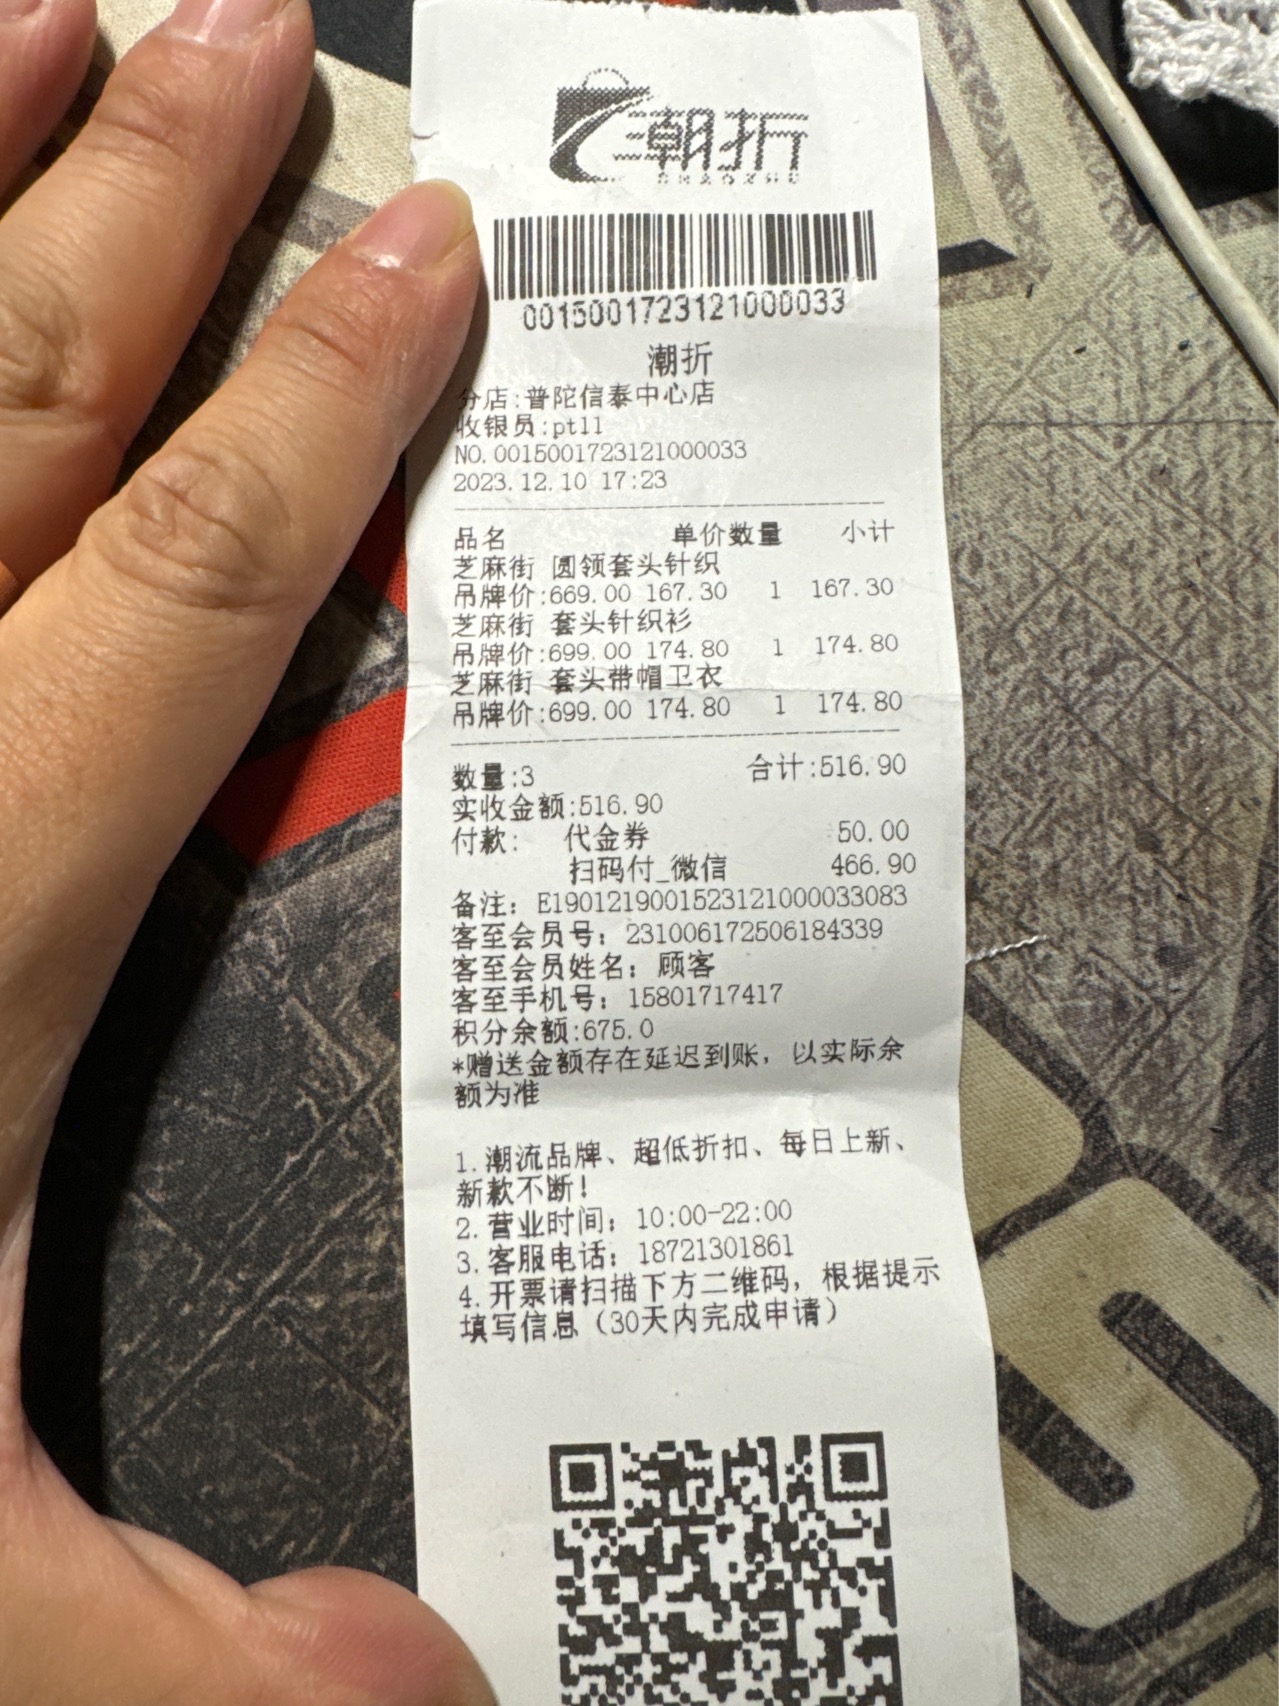 潮折
CHAOZHE
0015001723121000033
潮折
分店:普陀信泰中心店
收银员:pt11
NO.0015001723121000033
2023.12.10 17:23
品名 单价数量 小计
芝麻街 圆领套头针织
吊牌价:669.00 167.30 1 167.30
芝麻街 套头针织衫
吊牌价:699.00 174.80 1 174.80
芝麻街 套头带帽卫衣
吊牌价:699.00 174.80 1 174.80
数量:3 合计:516.90
实收金额:516.90
付款: 代金券 50.00
扫码付_微信 466.90
备注: E1901219001523121000033083
客至会员号: 231006172506184339
客至会员姓名: 顾客
客至手机号: 15801717417
积分余额:675.0
*赠送金额存在延迟到账, 以实际余
额为准
1.潮流品牌、超低折扣、每日上新、
新款不断!
2.营业时间: 10:00-22:00
3.客服电话: 18721301861
4.开票请扫描下方二维码, 根据提示
填写信息(30天内完成申请)